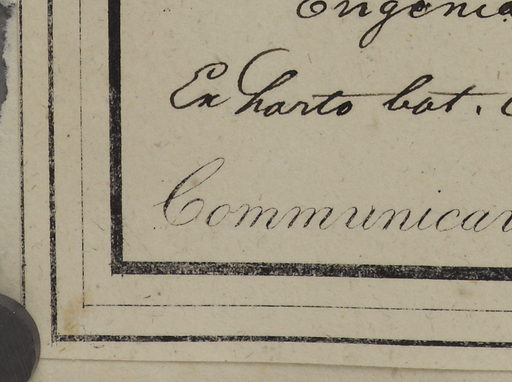 Eugenia
Ex horto bot.
Communicav